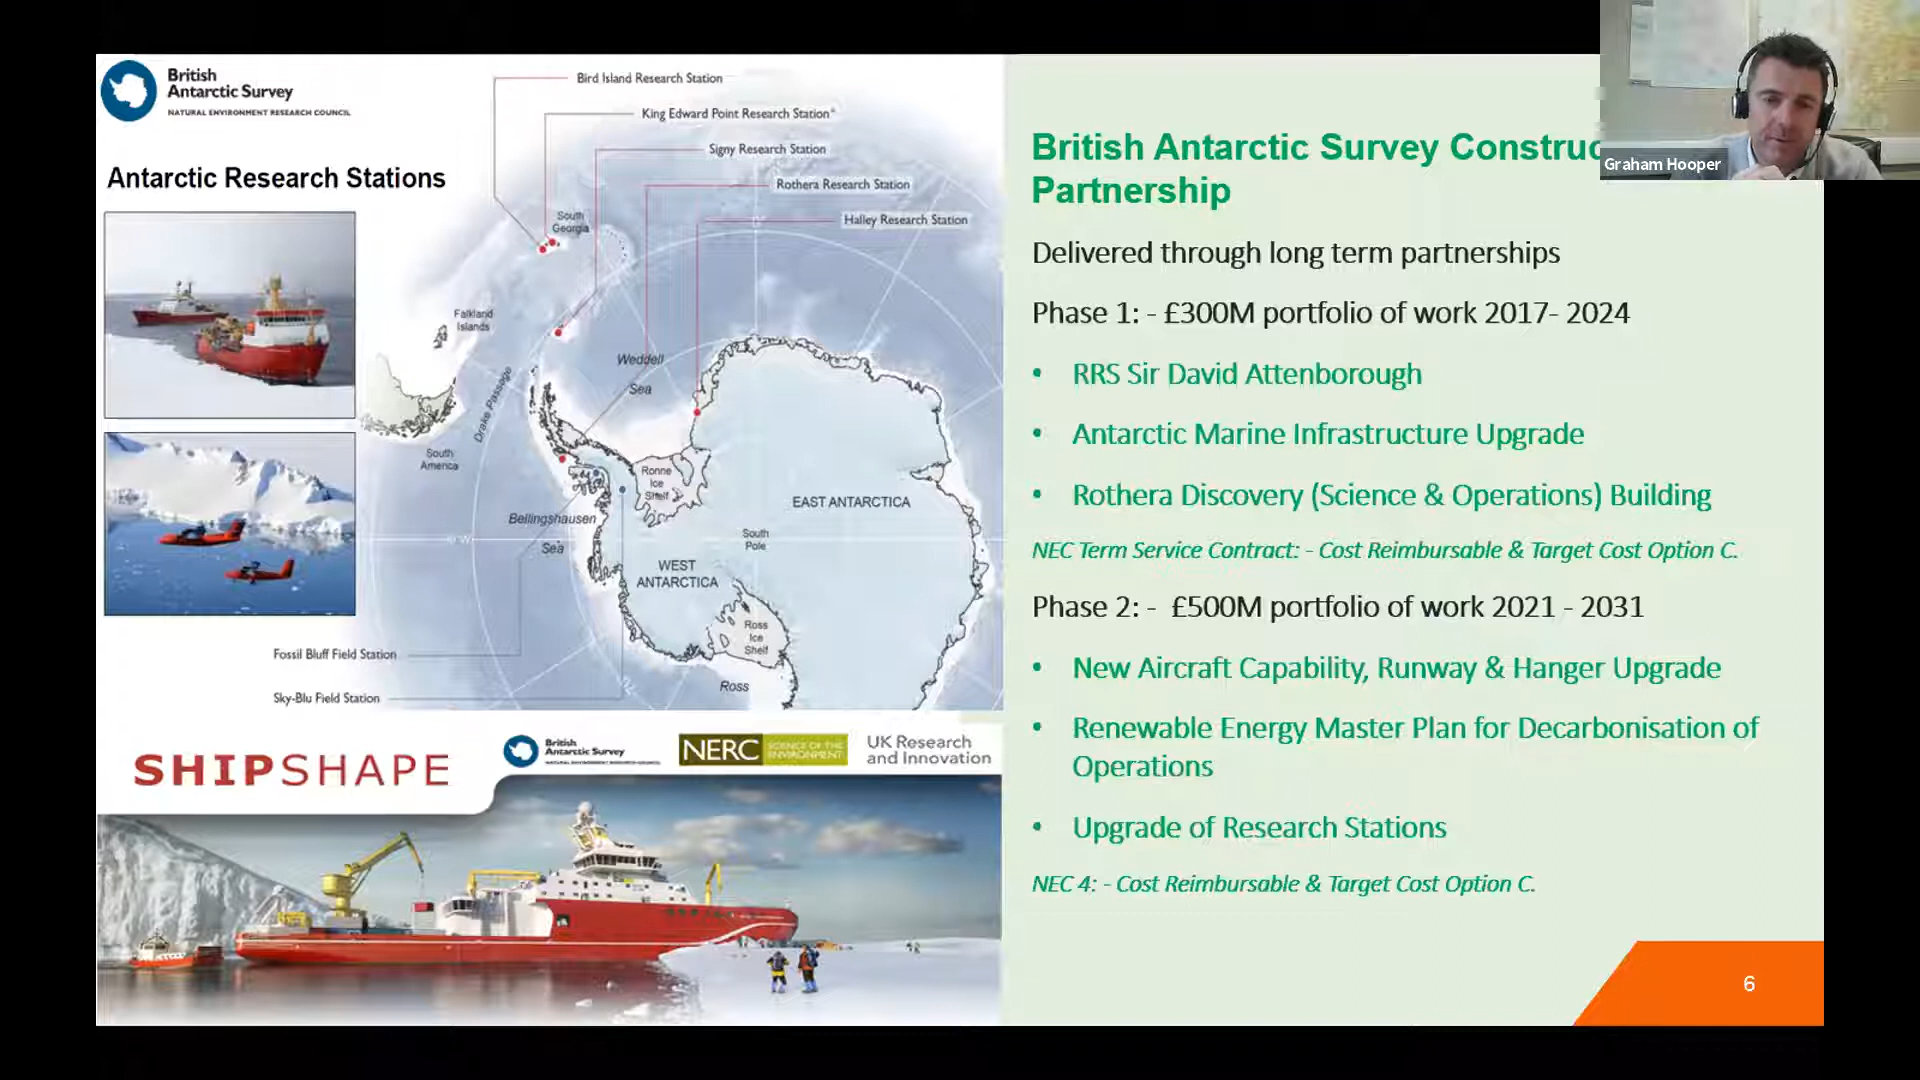 British
Antarctic Survey
NATURAL ENVIRONMENT RESEARCH COUNCIL
Antarctic Research Stations
Bird Island Research Station
King Edward Point Research Station*
Signy Research Station
Rothera Research Station
Halley Research Station
South
Georgia
Falkland
Islands
Drake Passage
Weddell
Sea
South
America
Ronne
Ice
Shelf
EAST ANTARCTICA
Bellingshausen
Sea
South
Pole
WEST
ANTARCTICA
Ross
Ice
Shelf
Ross
Fossil Bluff Field Station
Sky-Blu Field Station
SHIPSHAPE
British
Antarctic Survey
NATURAL ENVIRONMENT RESEARCH COUNCIL
NERC SCIENCE OF THE
ENVIRONMENT
UK Research
and Innovation
British Antarctic Survey Construc
Partnership
Delivered through long term partnerships
Phase 1: - £300M portfolio of work 2017- 2024
• RRS Sir David Attenborough
• Antarctic Marine Infrastructure Upgrade
• Rothera Discovery (Science & Operations) Building
NEC Term Service Contract: - Cost Reimbursable & Target Cost Option C.
Phase 2: - £500M portfolio of work 2021 - 2031
• New Aircraft Capability, Runway & Hanger Upgrade
• Renewable Energy Master Plan for Decarbonisation of
Operations
• Upgrade of Research Stations
NEC 4: - Cost Reimbursable & Target Cost Option C.
6
Graham Hooper